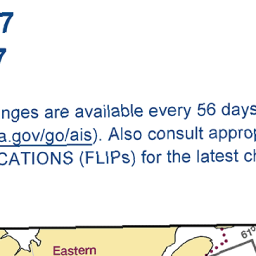 7
7
nges are available every 56 days
a.gov/go/ais). Also consult approp
CATIONS (FLIPs) for the latest ch
Eastern
61°